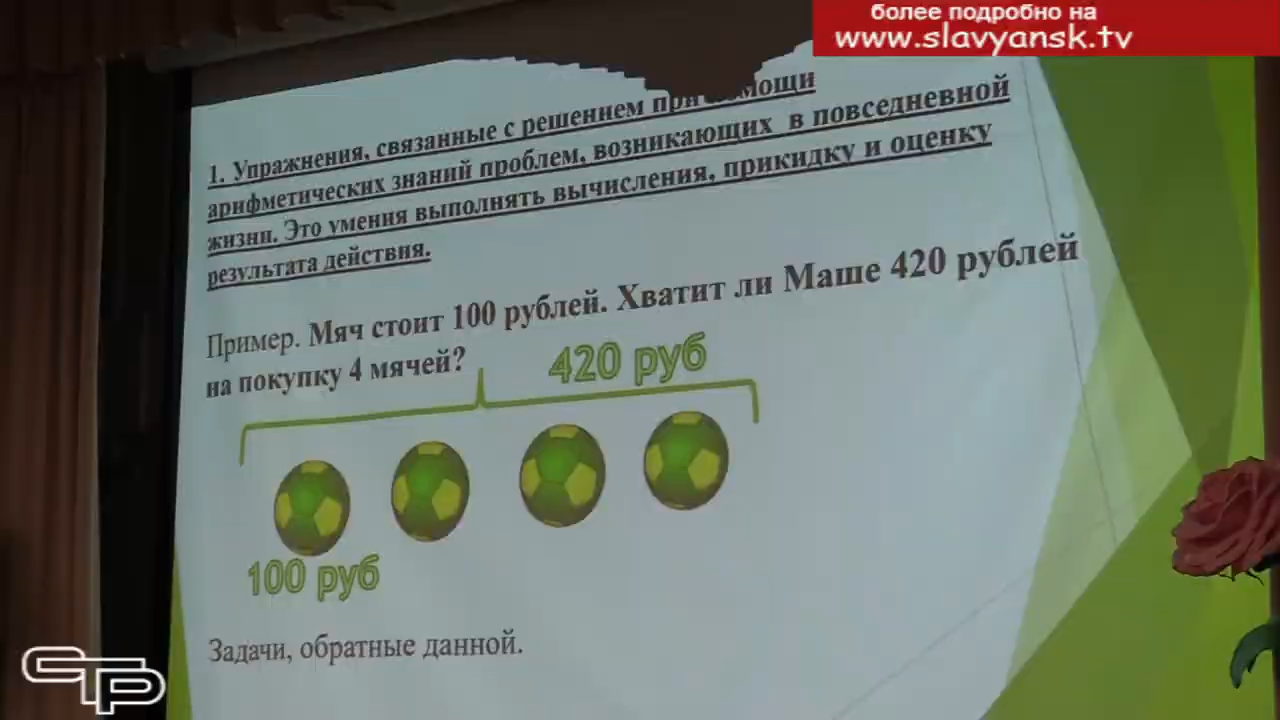 более подробно на
www.slavyansk.tv
1. Упражнения, связанные с решением при помощи
арифметических знаний проблем, возникающих в повседневной
жизни. Это умения выполнять вычисления, прикидку и оценку
результата действия.
Пример. Мяч стоит 100 рублей. Хватит ли Маше 420 рублей
на покупку 4 мячей?
420 руб
100 руб
Задачи, обратные данной.
СТР